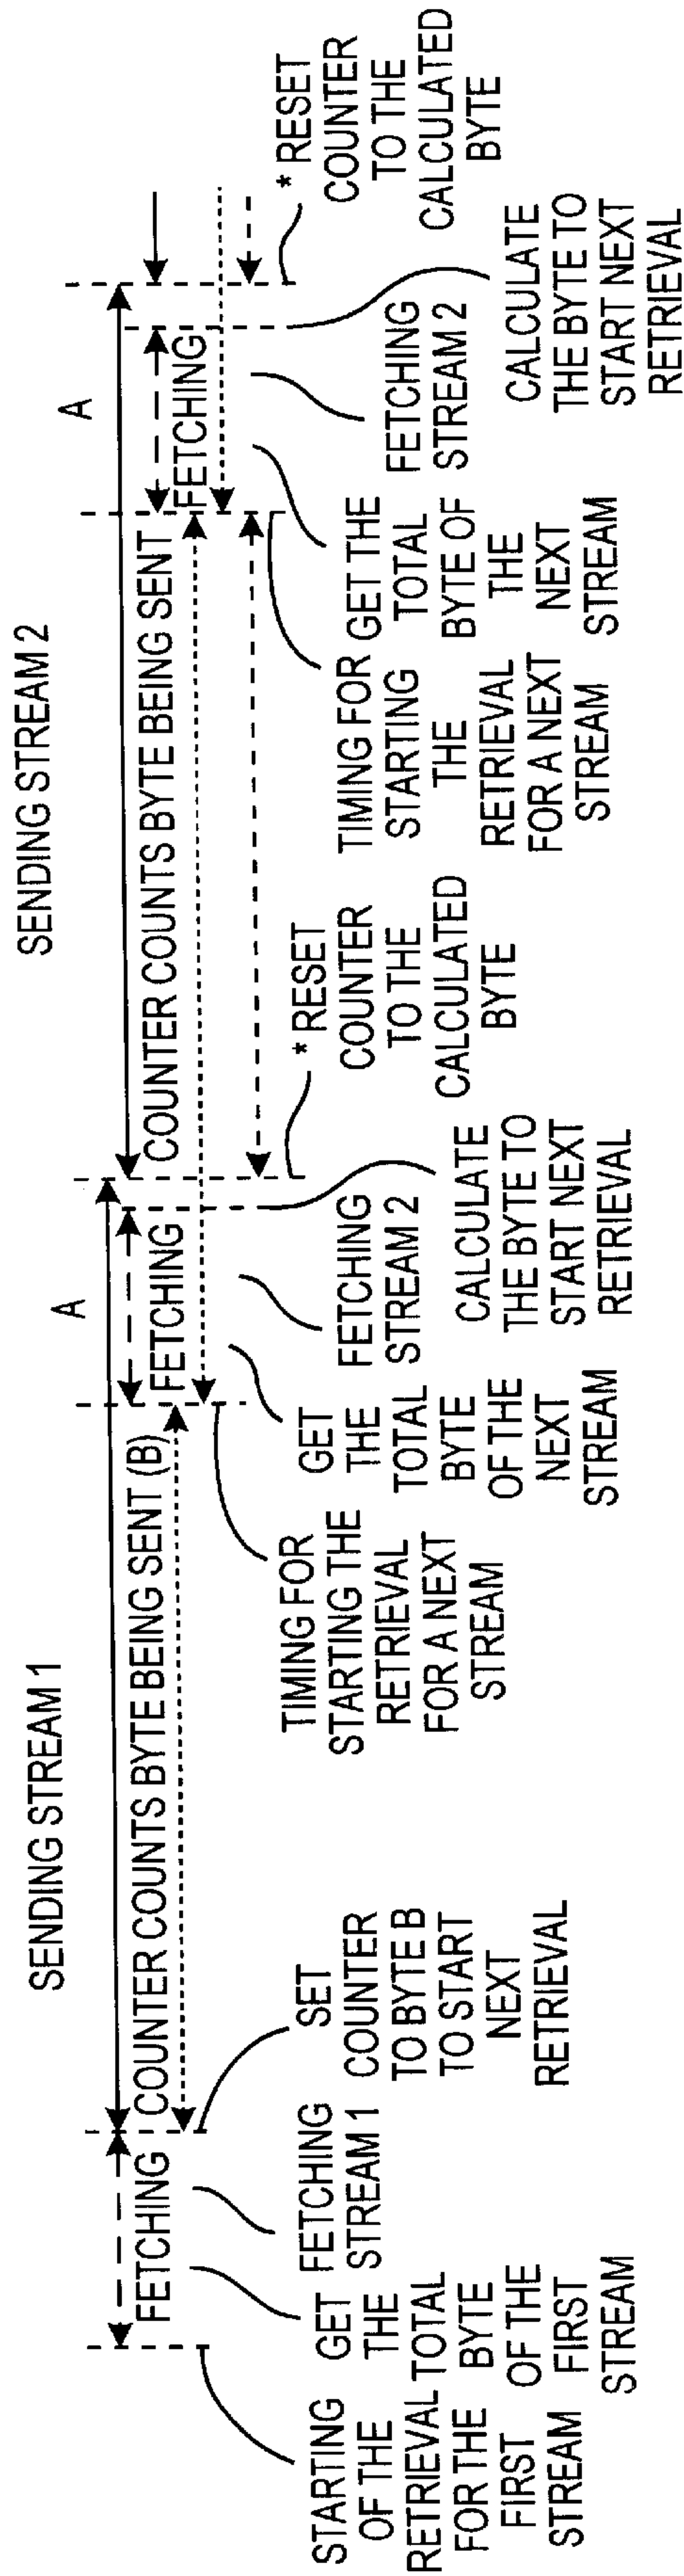 SENDING STREAM 1
SENDING STREAM 2
A
A
FETCHING
COUNTER COUNTS BYTE BEING SENT (B)
FETCHING
COUNTER COUNTS BYTE BEING SENT
FETCHING
STARTING
OF THE
RETRIEVAL
FOR THE
FIRST
STREAM
GET
THE
TOTAL
BYTE
OF THE
FIRST
STREAM
FETCHING
STREAM 1
SET
COUNTER
TO BYTE B
TO START
NEXT
RETRIEVAL
TIMING FOR
STARTING THE
RETRIEVAL
FOR A NEXT
STREAM
GET
THE
TOTAL
BYTE
OF THE
NEXT
STREAM
FETCHING
STREAM 2
CALCULATE
THE BYTE TO
START NEXT
RETRIEVAL
* RESET
COUNTER
TO THE
CALCULATED
BYTE
TIMING FOR
STARTING
THE
RETRIEVAL
FOR A NEXT
STREAM
GET THE
TOTAL
BYTE OF
THE
NEXT
STREAM
FETCHING
STREAM 2
CALCULATE
THE BYTE TO
START NEXT
RETRIEVAL
* RESET
COUNTER
TO THE
CALCULATED
BYTE